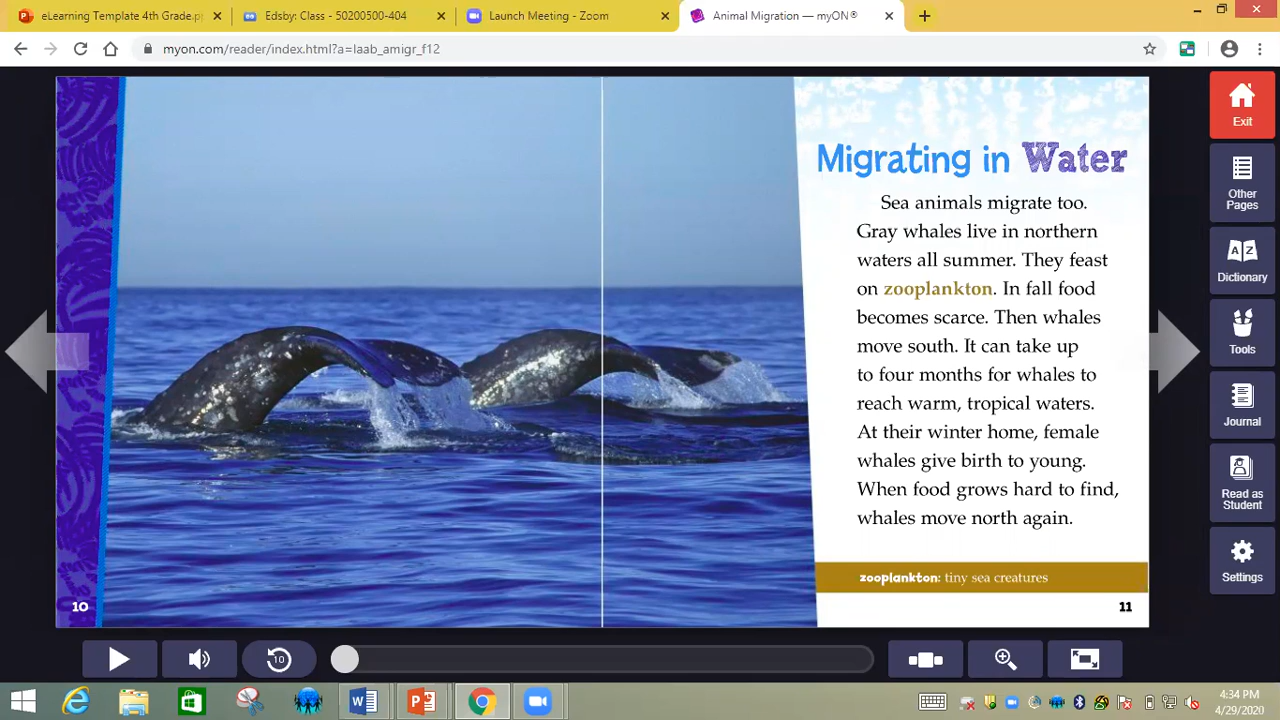 eLearning Template 4th Grade.pp
Edsby: Class - 50200500-404
Launch Meeting - Zoom
Animal Migration — myON®
myon.com/reader/index.html?a=laab_amigr_f12
Migrating in Water
Sea animals migrate too.
Gray whales live in northern
waters all summer. They feast
on zooplankton. In fall food
becomes scarce. Then whales
move south. It can take up
to four months for whales to
reach warm, tropical waters.
At their winter home, female
whales give birth to young.
When food grows hard to find,
whales move north again.
zooplankton: tiny sea creatures
10
11
Exit
Other
Pages
A Z
Dictionary
Tools
Journal
Read as
Student
Settings
10
4:34 PM
4/29/2020